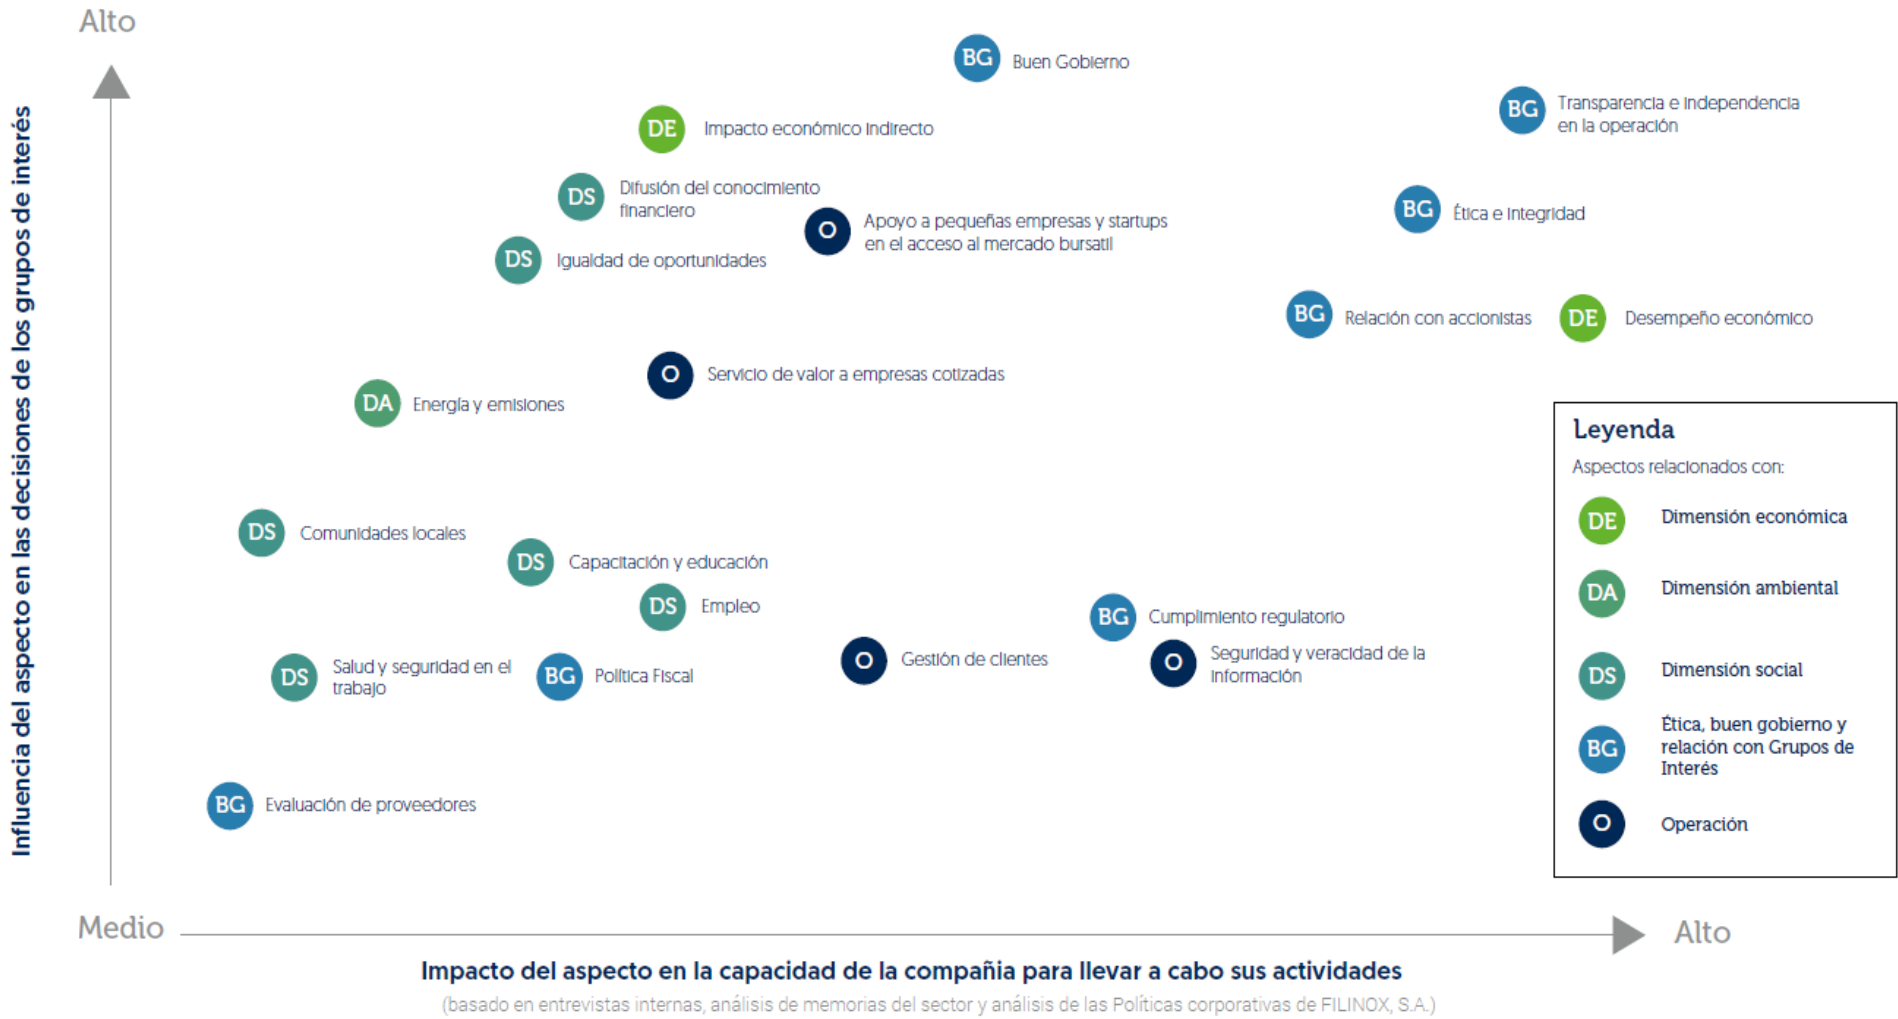 Alto
BG
Buen Gobierno
BG
Transparencia e independencia
en la operación
DE
Impacto económico indirecto
DS
Difusión del conocimiento
financiero
BG
Ética e integridad
O
Apoyo a pequeñas empresas y startups
en el acceso al mercado bursatil
DS
Igualdad de oportunidades
BG
Relación con accionistas
DE
Desempeño económico
O
Servicio de valor a empresas cotizadas
DA
Energía y emisiones
DS
Comunidades locales
DS
Capacitación y educación
DS
Empleo
BG
Cumplimiento regulatorio
O
Gestión de clientes
O
Seguridad y veracidad de la
información
DS
Salud y seguridad en el
trabajo
BG
Política Fiscal
BG
Evaluación de proveedores
Influencia del aspecto en las decisiones de los grupos de interés
Leyenda
Aspectos relacionados con:
DE
Dimensión económica
DA
Dimensión ambiental
DS
Dimensión social
BG
Ética, buen gobierno y
relación con Grupos de
Interés
O
Operación
Medio
Alto
Impacto del aspecto en la capacidad de la compañia para llevar a cabo sus actividades
(basado en entrevistas internas, análisis de memorias del sector y análisis de las Políticas corporativas de FILINOX, S.A.)